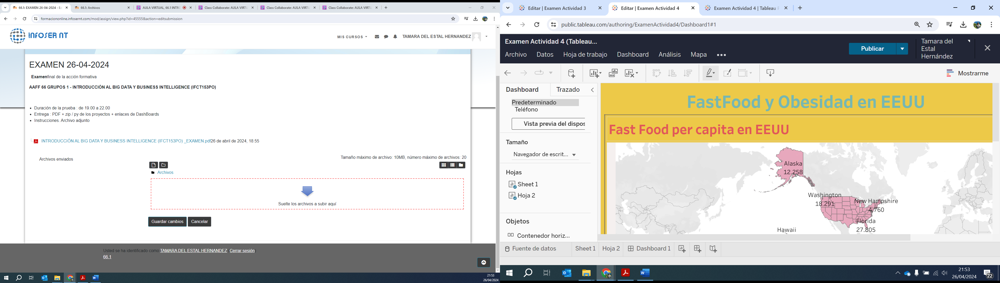 66.1: EXAMEN 26-04-2024 - Ed
66.1: Archivos
AULA VIRTUAL, 66.1 INTRO
Class Collaborate: AULA VIRTU
Class Collaborate: AULA VIRTU
Class Collaborate: AULA VIRTU
formaciononline.infosernt.com/mod/assign/view.php?id=45555&action=editsubmission
INFOSER NT
MIS CURSOS
TAMARA DEL ESTAL HERNANDEZ
EXAMEN 26-04-2024
Examenfinal de la acción formativa
AAFF 66 GRUPOS 1 - INTRODUCCIÓN AL BIG DATA Y BUSINESS INTELLIGENCE (IFCT153PO)
Duración de la prueba : de 19.00 a 22.00
Entrega : PDF + zip / py de los proyectos + enlaces de DashBoards
Instrucciones. Archivo adjunto
INTRODUCCIÓN AL BIG DATA Y BUSINESS INTELLIGENCE (IFCT153PO) _EXAMEN.pdf26 de abril de 2024, 18:55
Archivos enviados
Tamaño máximo de archivo: 10MB, número máximo de archivos: 20
Archivos
Suelte los archivos a subir aquí
Guardar cambios
Cancelar
Usted se ha identificado como TAMARA DEL ESTAL HERNANDEZ (Cerrar sesión)
66.1
21:53
26/04/2024
Editar | Examen Actividad 3
Editar | Examen Actividad 4
Examen Actividad 4 | Tableau P
public.tableau.com/authoring/ExamenActividad4/Dashboard1#1
Examen Actividad 4 (Tableau...
Archivo
Datos
Hoja de trabajo
Dashboard
Análisis
Mapa
Publicar
Tamara del
Estal
Hernández
Mostrarme
Dashboard
Trazado
Predeterminado
Teléfono
Vista previa del dispos
Tamaño
Navegador de escrit...
Hojas
Sheet 1
Hoja 2
Objetos
Contenedor horiz...
FastFood y Obesidad en EEUU
Fast Food per capita en EEUU
Alaska
12.258
Washington
18.291
New Hampshire
4.760
Florida
27.805
Hawaii
Fuente de datos
Sheet 1
Hoja 2
Dashboard 1
21:53
26/04/2024
22